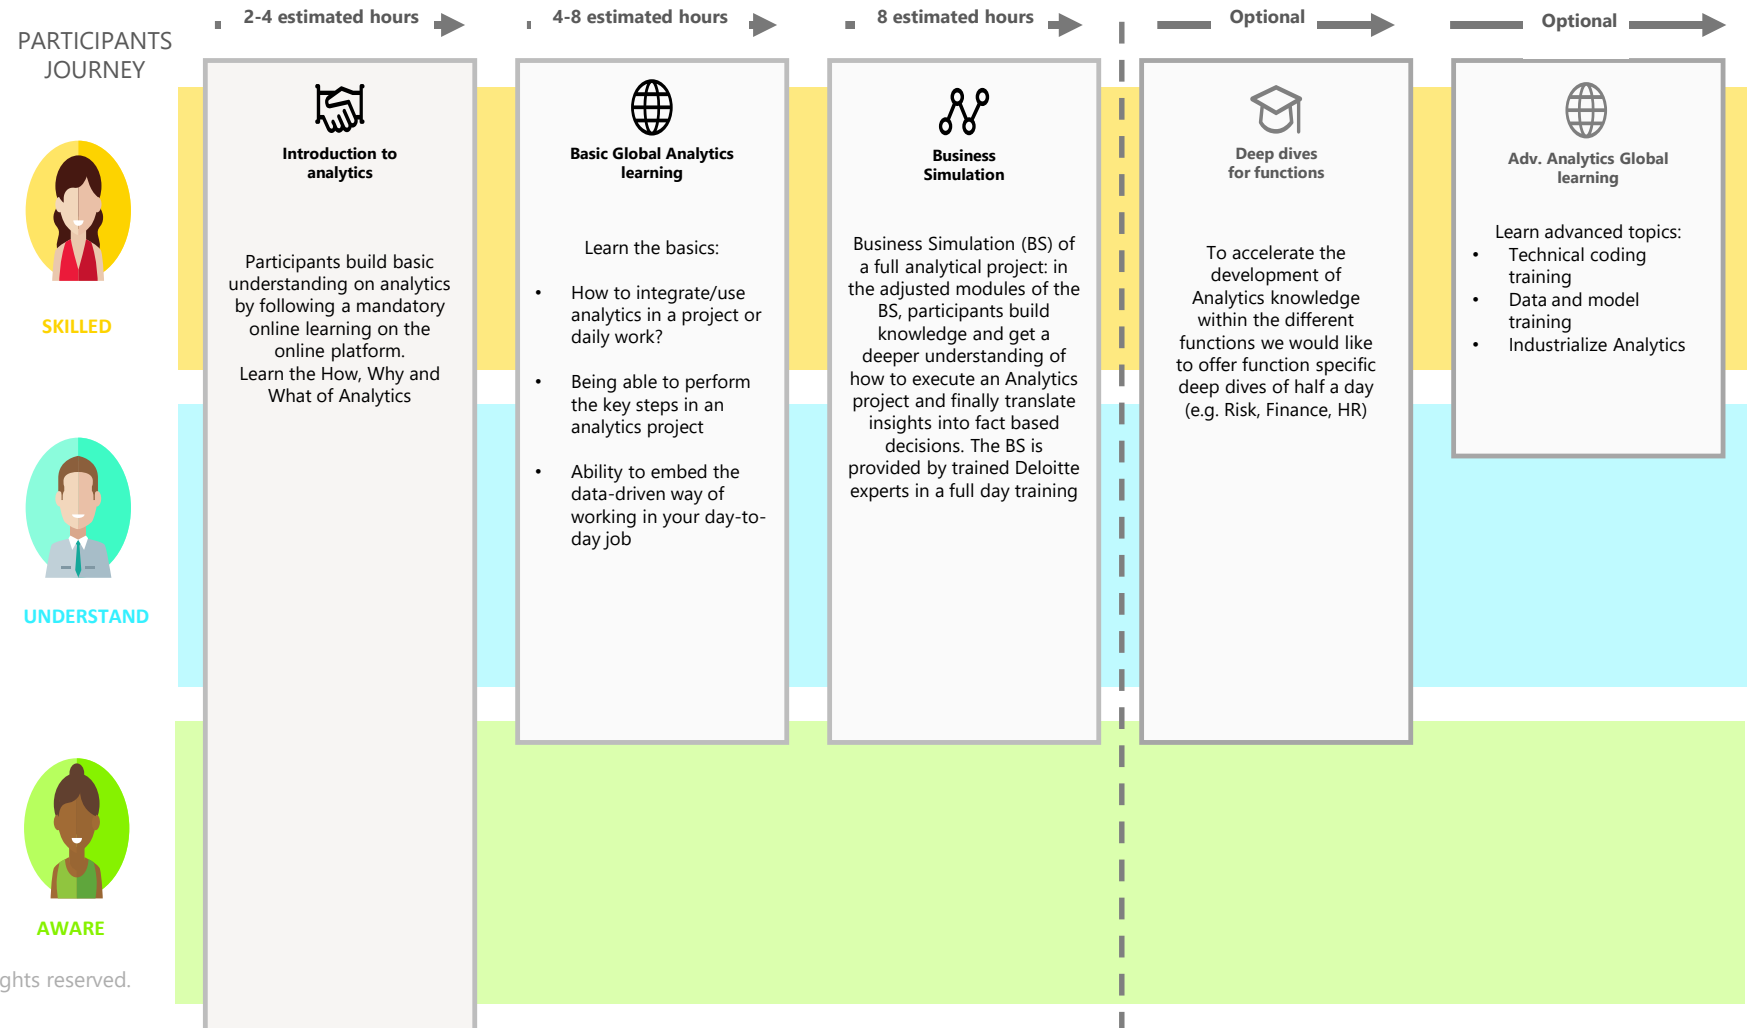 PARTICIPANTS
JOURNEY
2-4 estimated hours
4-8 estimated hours
8 estimated hours
Optional
Optional
Introduction to
analytics
Participants build basic
understanding on analytics
by following a mandatory
online learning on the
online platform.
Learn the How, Why and
What of Analytics
Basic Global Analytics
learning
Learn the basics:
• How to integrate/use
analytics in a project or
daily work?
• Being able to perform
the key steps in an
analytics project
• Ability to embed the
data-driven way of
working in your day-to-
day job
Business
Simulation
Business Simulation (BS) of
a full analytical project: in
the adjusted modules of the
BS, participants build
knowledge and get a
deeper understanding of
how to execute an Analytics
project and finally translate
insights into fact based
decisions. The BS is
provided by trained Deloitte
experts in a full day training
Deep dives
for functions
To accelerate the
development of
Analytics knowledge
within the different
functions we would like
to offer function specific
deep dives of half a day
(e.g. Risk, Finance, HR)
Adv. Analytics Global
learning
Learn advanced topics:
• Technical coding
training
• Data and model
training
• Industrialize Analytics
SKILLED
UNDERSTAND
AWARE
ghts reserved.